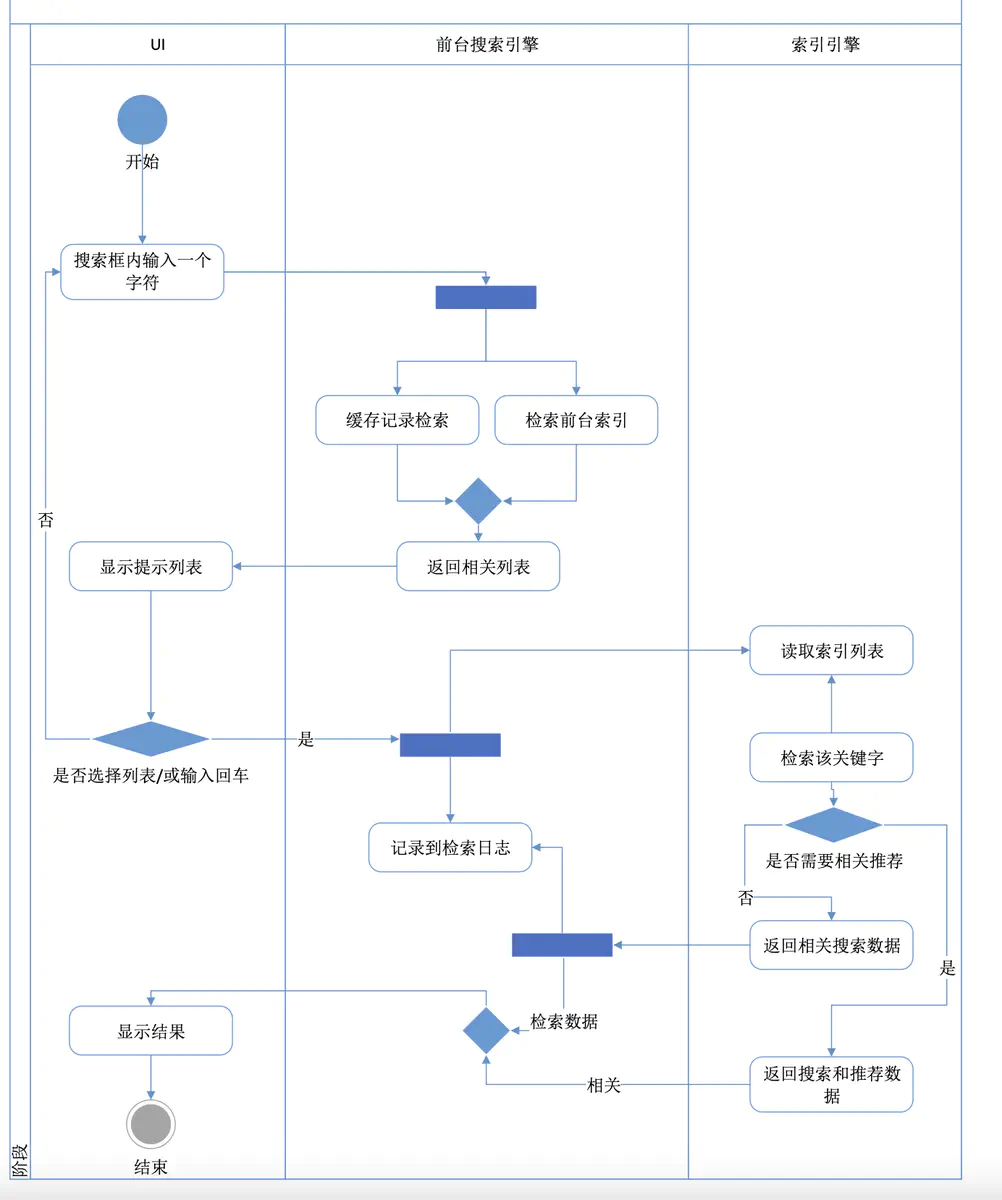 UI
前台搜索引擎
索引引擎
开始
搜索框内输入一个
字符
缓存记录检索
检索前台索引
否
显示提示列表
返回相关列表
读取索引列表
是
检索该关键字
是否选择列表/或输入回车
记录到检索日志
是否需要相关推荐
否
返回相关搜索数据
是
检索数据
显示结果
返回搜索和推荐数
据
相关
结束
阶段